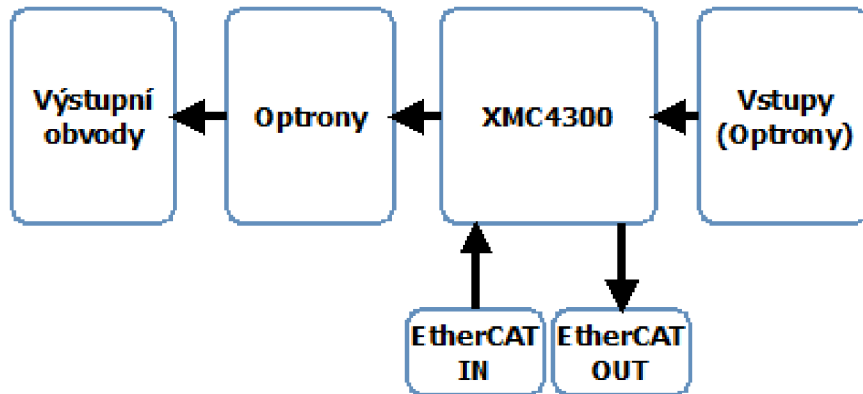 Výstupní
obvody
Optrony
XMC4300
Vstupy
(Optrony)
EtherCAT
IN
EtherCAT
OUT